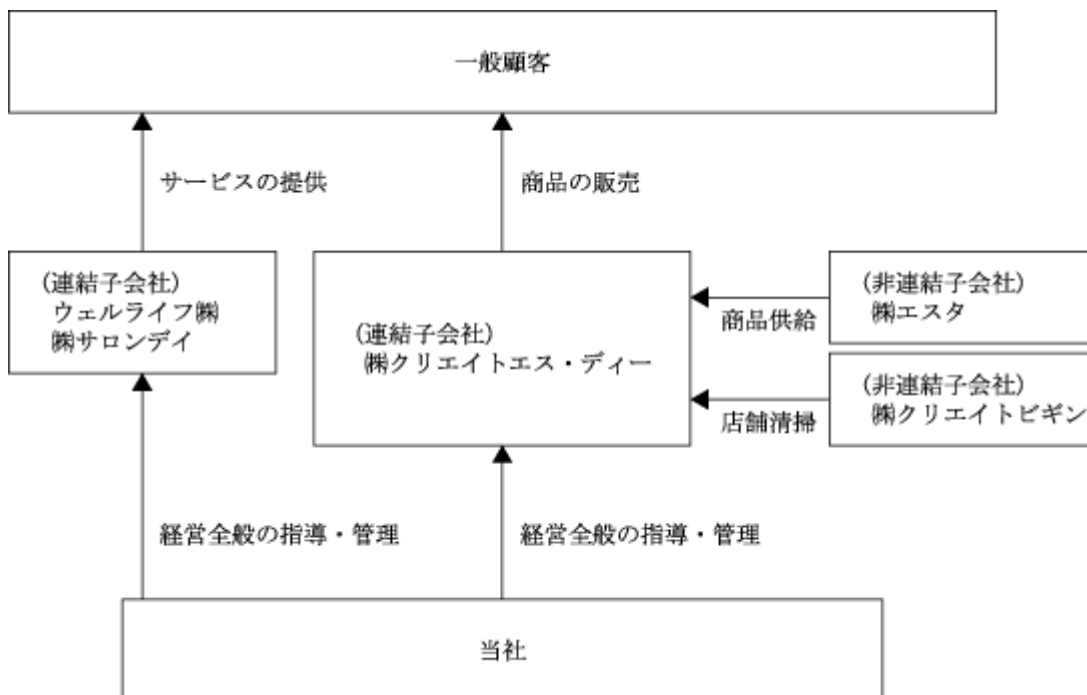 一般顧客
サービスの提供
商品の販売
(連結子会社)
ウェルライフ㈱
㈱サロンデイ
(連結子会社)
㈱クリエイトエス・ディー
商品供給
店舗清掃
(非連結子会社)
㈱エスタ
(非連結子会社)
㈱クリエイトビギン
経営全般の指導・管理
経営全般の指導・管理
当社